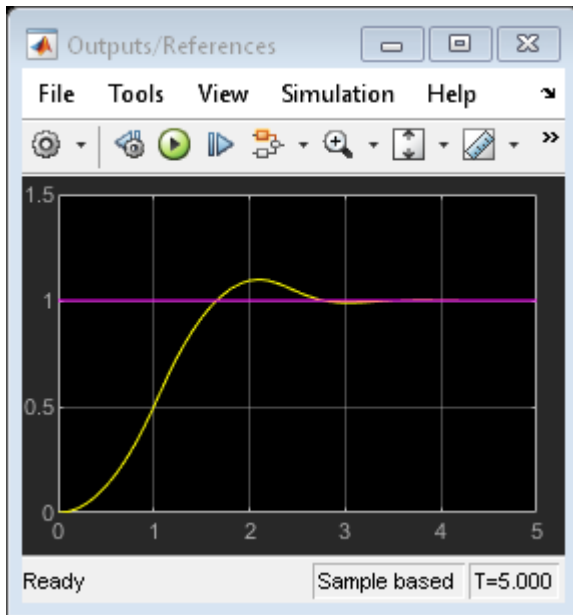 Outputs/References
File Tools View Simulation Help
1.5
1
0.5
0
0 1 2 3 4 5
Ready Sample based T=5.000